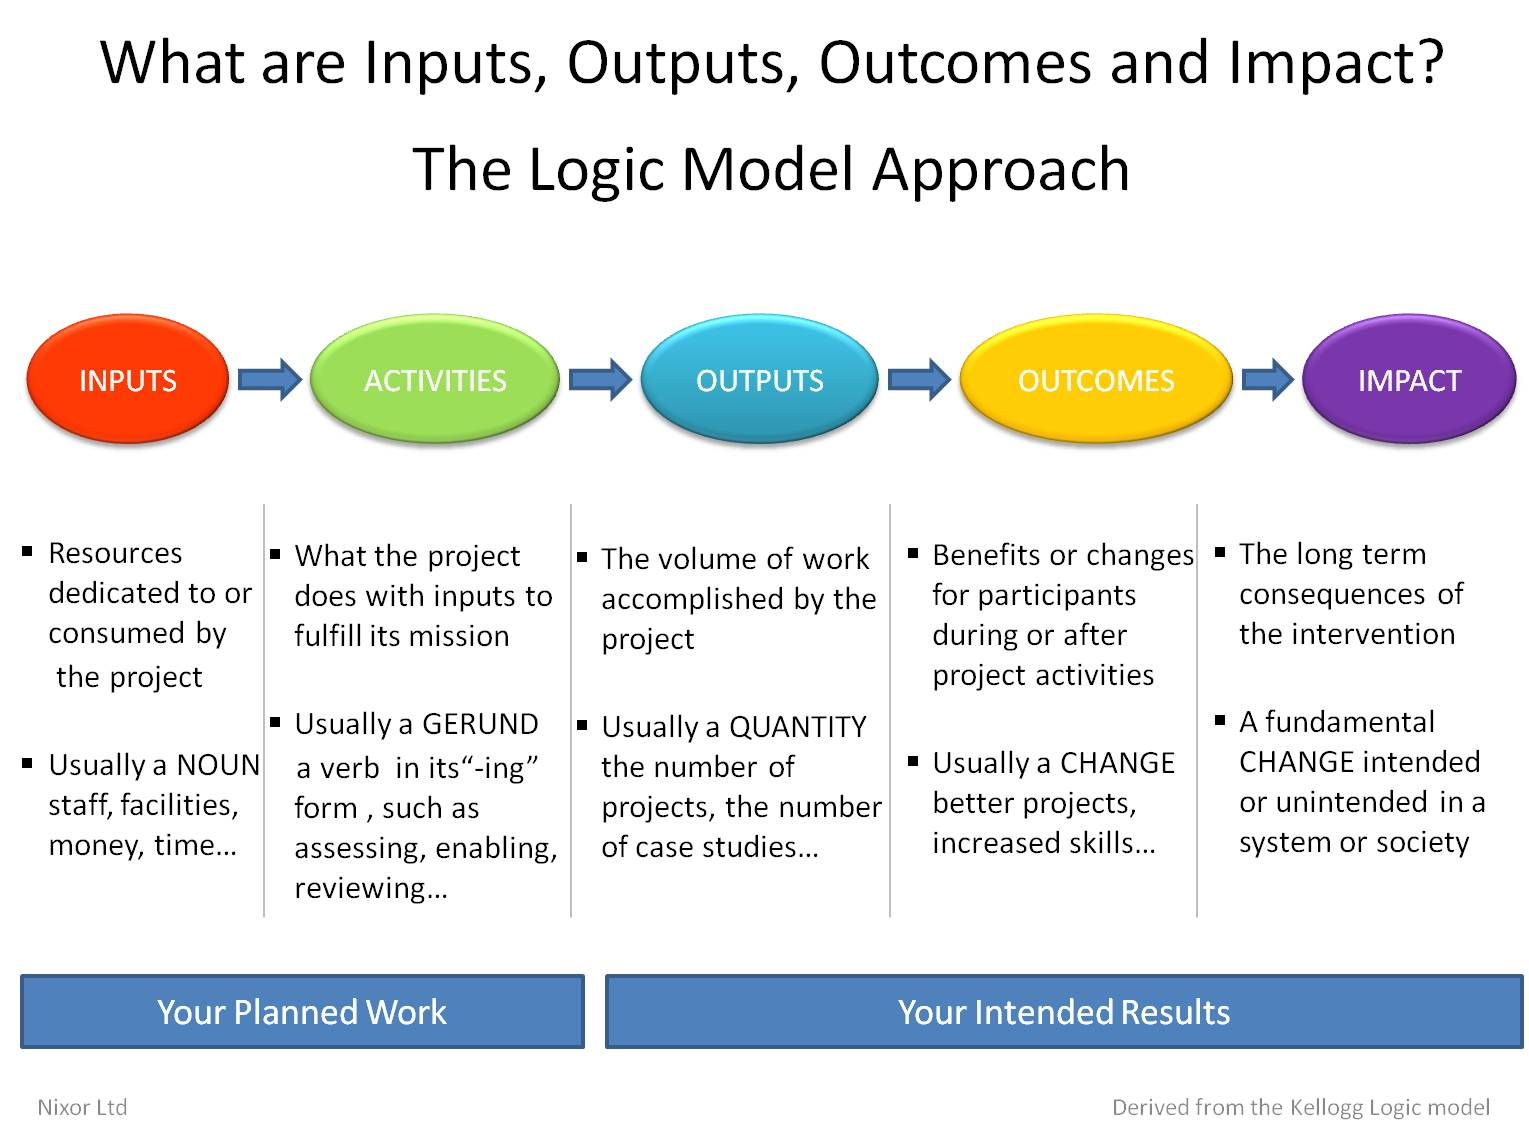 What are Inputs, Outputs, Outcomes and Impact?
The Logic Model Approach
INPUTS
ACTIVITIES
OUTPUTS
OUTCOMES
IMPACT
Resources
dedicated to or
consumed by
the project
Usually a NOUN
staff, facilities,
money, time...
What the project
does with inputs to
fulfill its mission
Usually a GERUND
a verb in its“-ing”
form , such as
assessing, enabling,
reviewing...
The volume of work
accomplished by the
project
Usually a QUANTITY
the number of
projects, the number
of case studies...
Benefits or changes
for participants
during or after
project activities
Usually a CHANGE
better projects,
increased skills...
The long term
consequences of
the intervention
A fundamental
CHANGE intended
or unintended in a
system or society
Your Planned Work
Your Intended Results
Nixor Ltd
Derived from the Kellogg Logic model